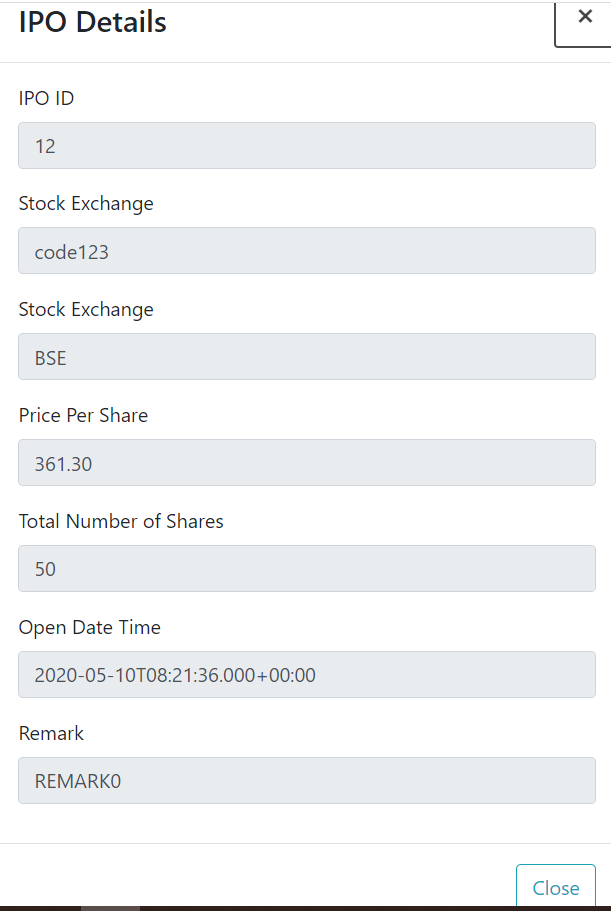 IPO Details
×
IPO ID
12
Stock Exchange
code123
Stock Exchange
BSE
Price Per Share
361.30
Total Number of Shares
50
Open Date Time
2020-05-10T08:21:36.000+00:00
Remark
REMARK0
Close